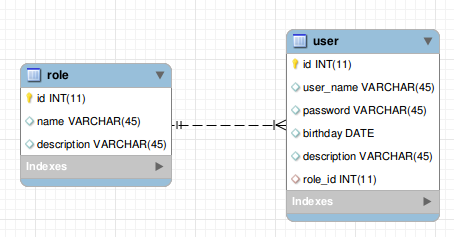 role
id INT(11)
name VARCHAR(45)
description VARCHAR(45)
Indexes
user
id INT(11)
user_name VARCHAR(45)
password VARCHAR(45)
birthday DATE
description VARCHAR(45)
role_id INT(11)
Indexes